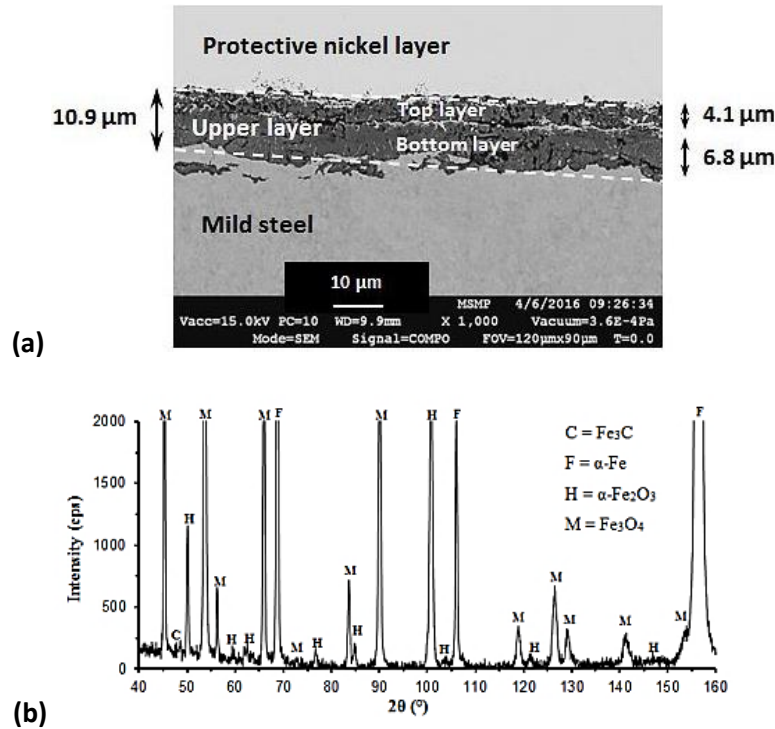 Protective nickel layer
10.9 µm
Top layer
4.1 µm
Upper layer
Bottom layer
6.8 µm
Mild steel
10 µm
MSMP 4/6/2016 09:26:34
Vacc=15.0kV PC=10 WD=9.9mm X 1,000 Vacuum=3.6E-4Pa
Mode=SEM Signal=COMPO FOV=120µmx90µm T=0.0
(a)
M M M F M H F F
2000
C = Fe₃C
F = α-Fe
H = α-Fe₂O₃
M = Fe₃O₄
1500
Intensity (cps)
H
1000
M M M
500
M M M M
C H H M H H H H H
0
40 50 60 70 80 90 100 110 120 130 140 150 160
2θ (°)
(b)